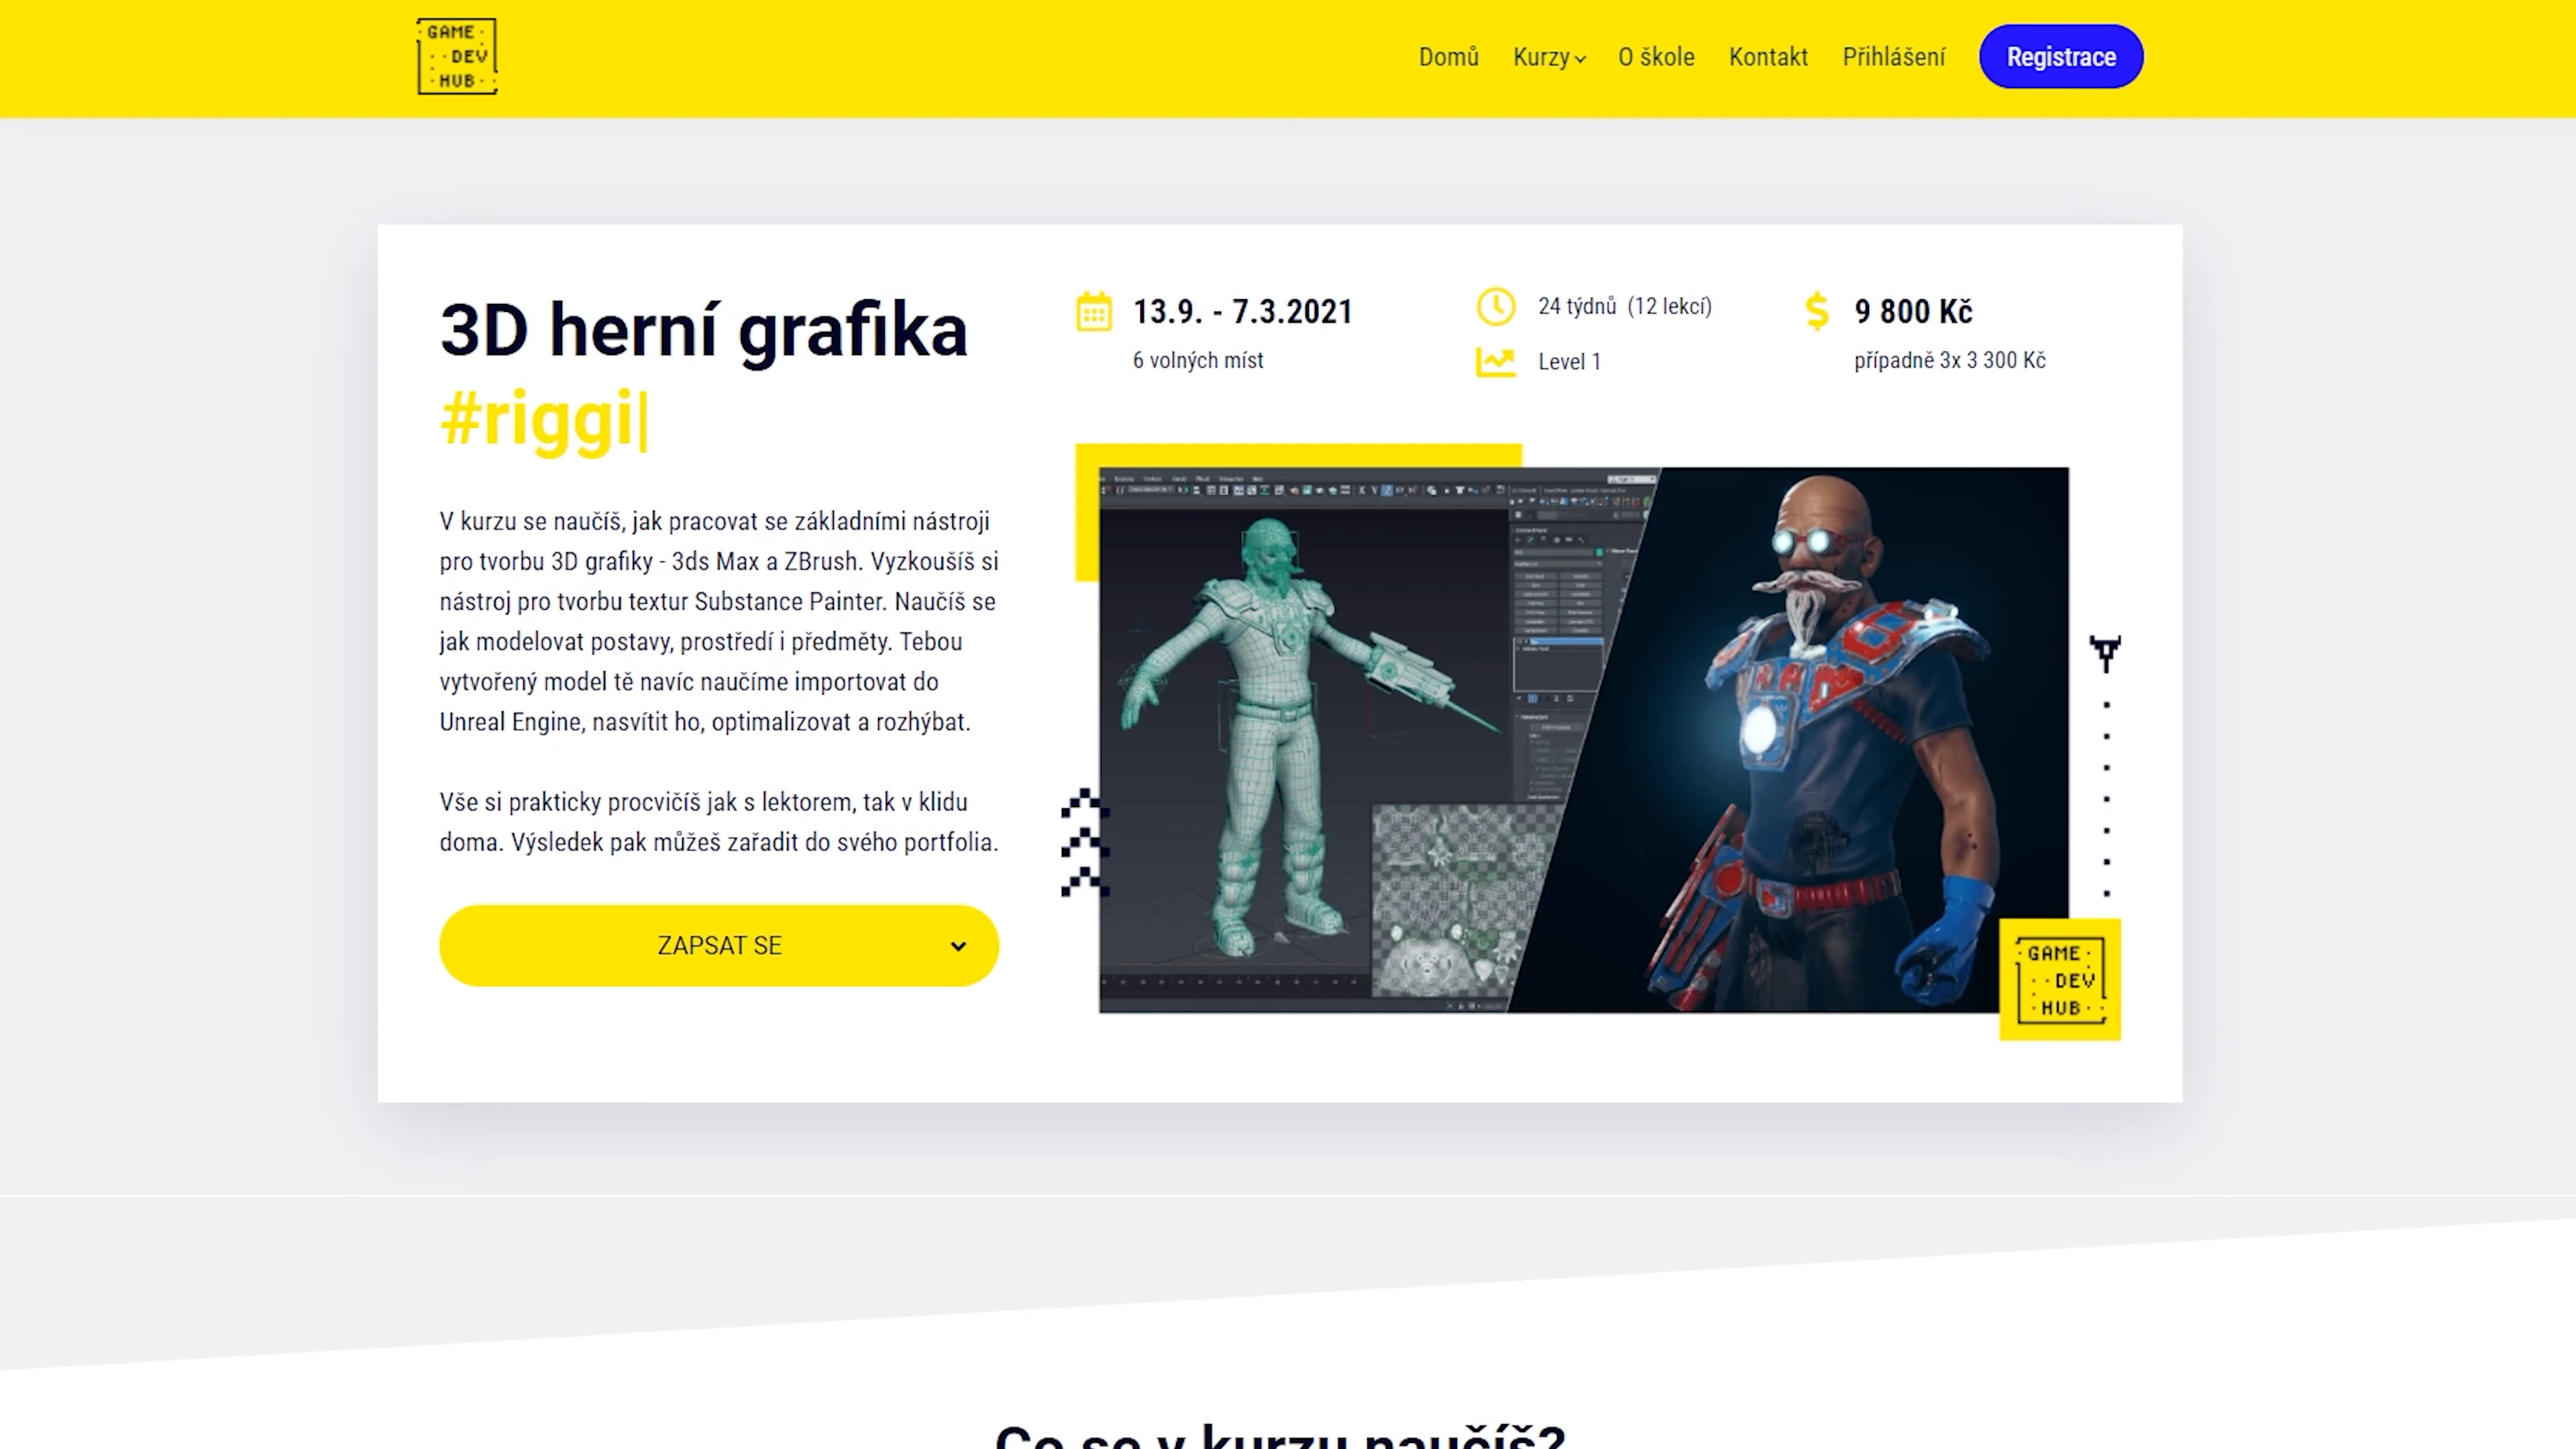 GAME
DEV
HUB
Domů
Kurzy
O škole
Kontakt
Přihlášení
Registrace
3D herní grafika
#riggi|
V kurzu se naučíš, jak pracovat se základními nástroji
pro tvorbu 3D grafiky - 3ds Max a ZBrush. Vyzkoušíš si
nástroj pro tvorbu textur Substance Painter. Naučíš se
jak modelovat postavy, prostředí i předměty. Tebou
vytvořený model tě navíc naučíme importovat do
Unreal Engine, nasvítit ho, optimalizovat a rozhýbat.
Vše si prakticky procvičíš jak s lektorem, tak v klidu
doma. Výsledek pak můžeš zařadit do svého portfolia.
ZAPSAT SE
13.9. - 7.3.2021
6 volných míst
24 týdnů (12 lekcí)
Level 1
9 800 Kč
případně 3x 3 300 Kč
GAME
DEV
HUB
Co se v kurzu naučíš?